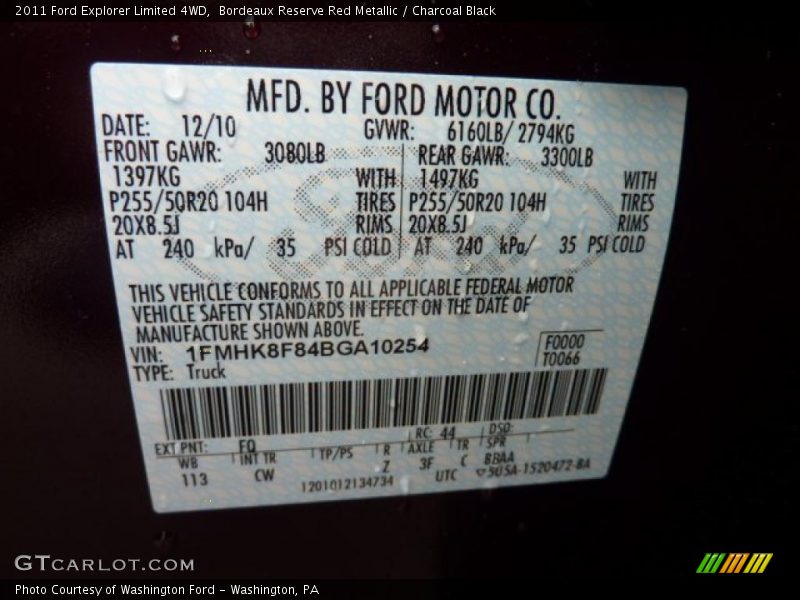 2011 Ford Explorer Limited 4WD,  Bordeaux Reserve Red Metallic / Charcoal Black
MFD. BY FORD MOTOR CO.
DATE: 12/10 GVWR: 6160LB/ 2794KG
FRONT GAWR: 3080LB REAR GAWR: 3300LB
1397KG WITH 1497KG WITH
P255/50R20 104H TIRES P255/50R20 104H TIRES
20X8.5J RIMS 20X8.5J RIMS
AT 240 kPa/ 35 PSI COLD AT 240 kPa/ 35 PSI COLD
THIS VEHICLE CONFORMS TO ALL APPLICABLE FEDERAL MOTOR
VEHICLE SAFETY STANDARDS IN EFFECT ON THE DATE OF
MANUFACTURE SHOWN ABOVE.
VIN: 1FMHK8F84BGA10254 F0000
TYPE: Truck T0066
RC: 44 DSO:
EXT PNT: FQ
WB INT TR TP/PS R AXLE TR SPR
113 CW Z 3F C BBAA
1201012134734 UTC 5U5A-1520472-BA
GTCARLOT.COM
Photo Courtesy of Washington Ford - Washington, PA